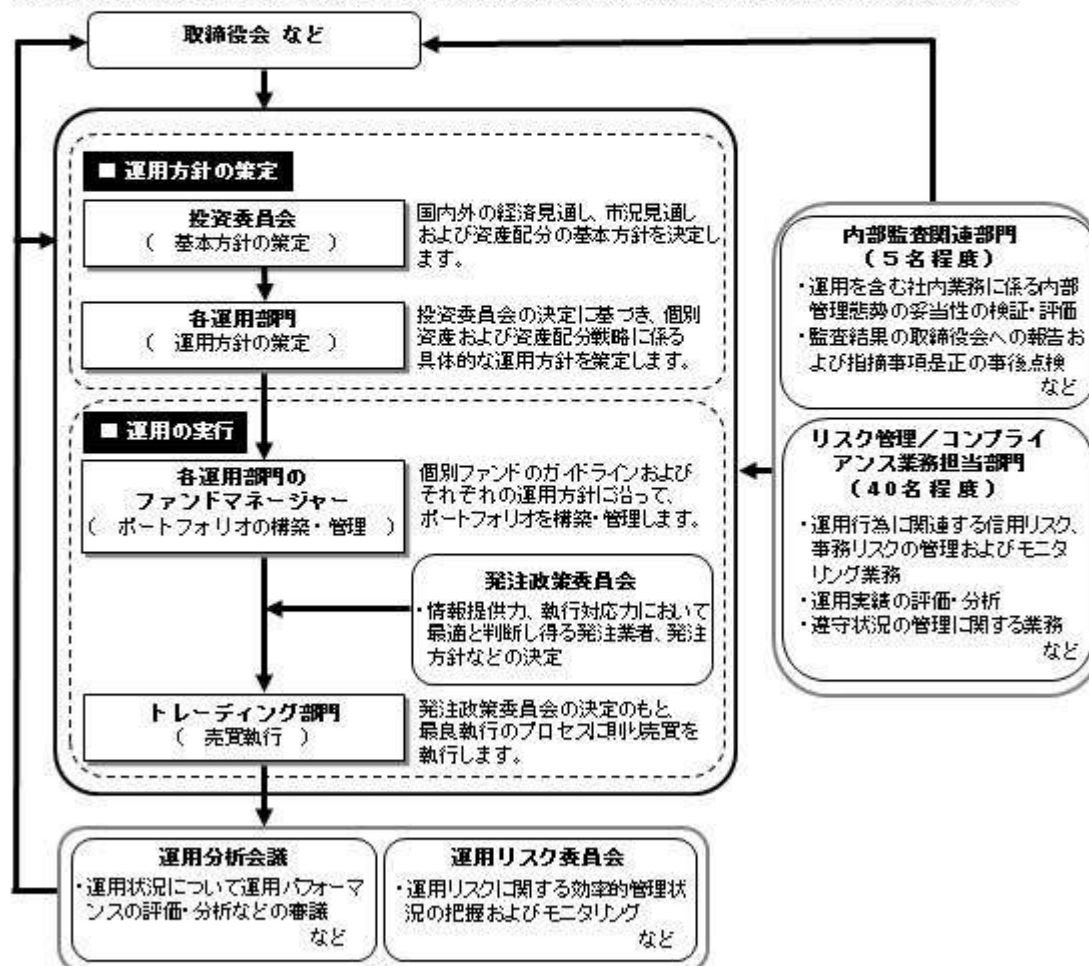 取締役会 など
■ 運用方針の策定
投資委員会
( 基本方針の策定 )
国内外の経済見通し、市況見通し
および資産配分の基本方針を決定し
ます。
各運用部門
( 運用方針の策定 )
投資委員会の決定に基づき、個別
資産および資産配分戦略に係る
具体的な運用方針を策定します。
■ 運用の実行
各運用部門の
ファンドマネージャー
( ポートフォリオの構築・管理 )
個別ファンドのガイドラインおよび
それぞれの運用方針に沿って、
ポートフォリオを構築・管理します。
発注政策委員会
・情報提供力、執行対応力において
最適と判断し得る発注業者、発注
方針などの決定
トレーディング部門
( 売買執行 )
発注政策委員会の決定のもと、
最良執行のプロセスに則り売買を
執行します。
運用分析会議
・運用状況について運用パフォーマ
ンスの評価・分析などの審議
など
運用リスク委員会
・運用リスクに関する効率的管理状
況の把握およびモニタリング
など
内部監査関連部門
(5名程度)
・運用を含む社内業務に係る内部
管理態勢の妥当性の検証・評価
・監査結果の取締役会への報告お
よび指摘事項是正の事後点検
など
リスク管理/コンプライ
アンス業務担当部門
(40名程度)
・運用行為に関連する信用リスク、
事務リスクの管理およびモニタ
リング業務
・運用実績の評価・分析
・遵守状況の管理に関する業務
など